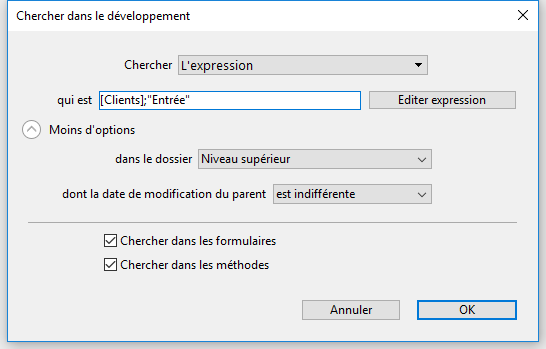 Chercher dans le développement
Chercher L'expression
qui est [Clients];"Entrée" Editer expression
Moins d'options
dans le dossier Niveau supérieur
dont la date de modification du parent est indifférente
Chercher dans les formulaires
Chercher dans les méthodes
Annuler OK